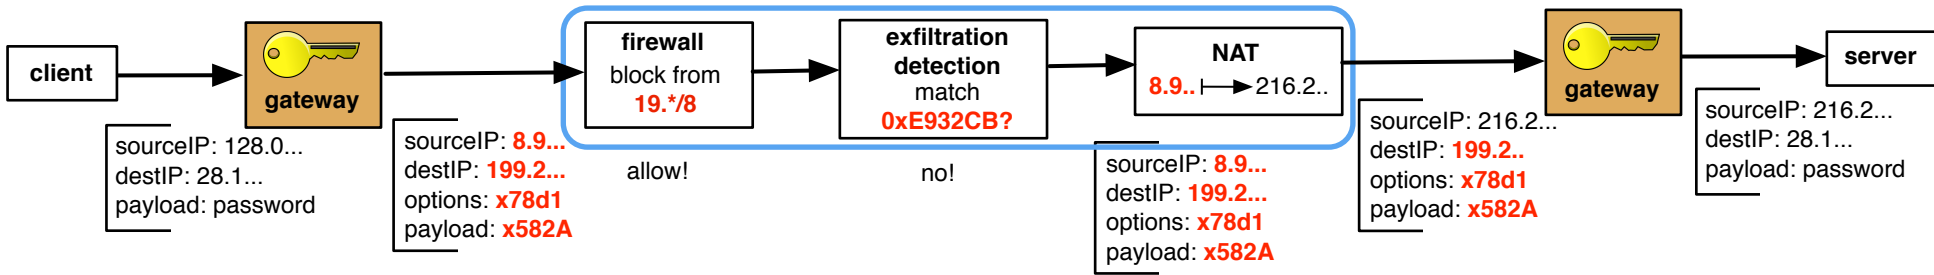 client
gateway
sourceIP: 128.0...
destIP: 28.1...
payload: password
sourceIP: 8.9...
destIP: 199.2...
options: x78d1
payload: x582A
firewall
block from
19.*/8
allow!
exfiltration
detection
match
0xE932CB?
no!
NAT
8.9.. 216.2..
sourceIP: 8.9...
destIP: 199.2...
options: x78d1
payload: x582A
sourceIP: 216.2...
destIP: 199.2..
options: x78d1
payload: x582A
gateway
sourceIP: 216.2...
destIP: 28.1...
payload: password
server